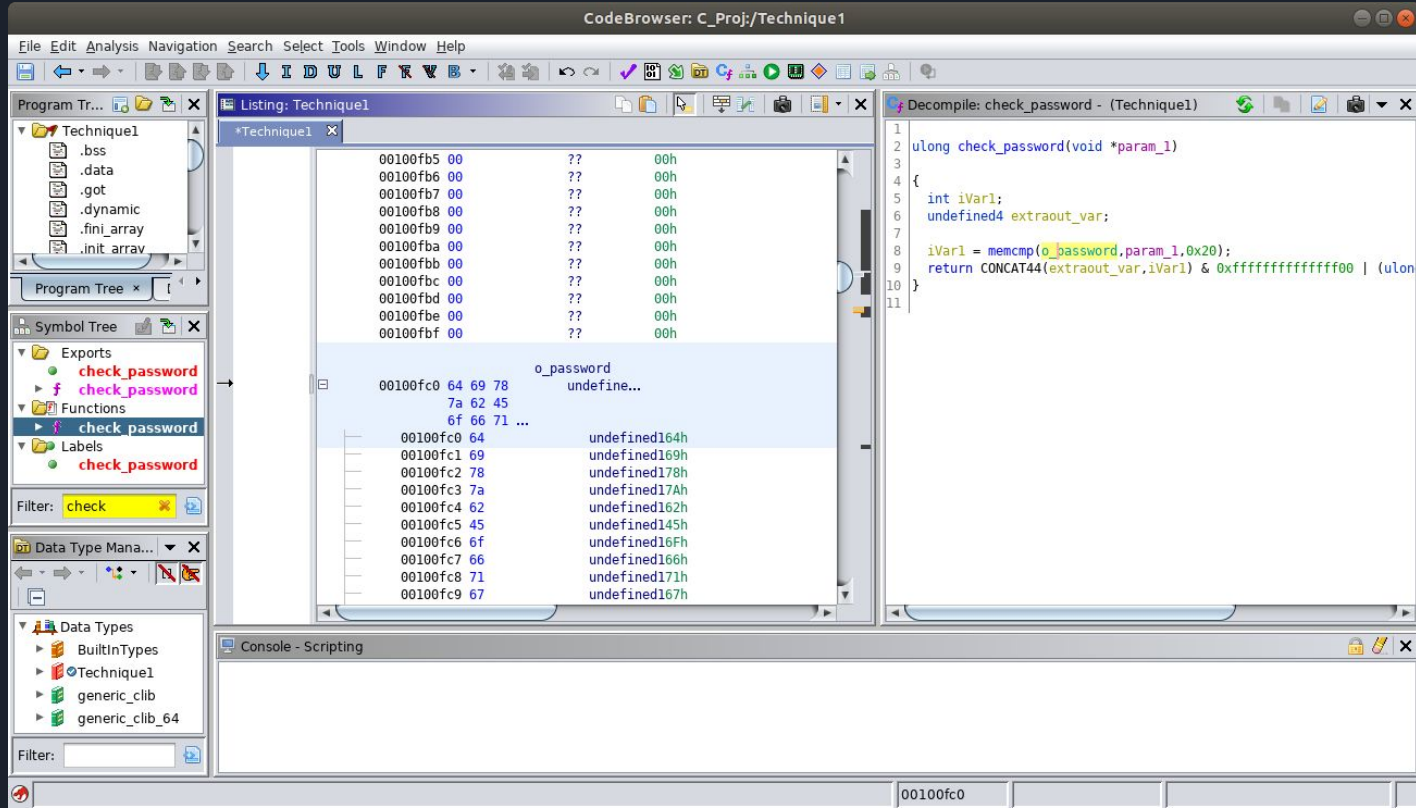 CodeBrowser: C_Proj:/Technique1
File Edit Analysis Navigation Search Select Tools Window Help
I D U L F B
Program Tr...
Technique1
.bss
.data
.got
.dynamic
.fini_array
.init_array
Program Tree ×
Symbol Tree
Exports
check_password
f check_password
Functions
f check_password
Labels
check_password
Filter: check
Data Type Mana...
Data Types
BuiltInTypes
Technique1
generic_clib
generic_clib_64
Filter:
Listing: Technique1
*Technique1
00100fb5 00 ?? 00h
00100fb6 00 ?? 00h
00100fb7 00 ?? 00h
00100fb8 00 ?? 00h
00100fb9 00 ?? 00h
00100fba 00 ?? 00h
00100fbb 00 ?? 00h
00100fbc 00 ?? 00h
00100fbd 00 ?? 00h
00100fbe 00 ?? 00h
00100fbf 00 ?? 00h
o_password
00100fc0 64 69 78 undefine...
7a 62 45
6f 66 71 ...
00100fc0 64 undefined164h
00100fc1 69 undefined169h
00100fc2 78 undefined178h
00100fc3 7a undefined17Ah
00100fc4 62 undefined162h
00100fc5 45 undefined145h
00100fc6 6f undefined16Fh
00100fc7 66 undefined166h
00100fc8 71 undefined171h
00100fc9 67 undefined167h
Decompile: check_password - (Technique1)
1
2 ulong check_password(void *param_1)
3
4 {
5 int iVar1;
6 undefined4 extraout_var;
7
8 iVar1 = memcmp(o_password,param_1,0x20);
9 return CONCAT44(extraout_var,iVar1) & 0xffffffffffffff00 | (ulon
10 }
11
Console - Scripting
00100fc0